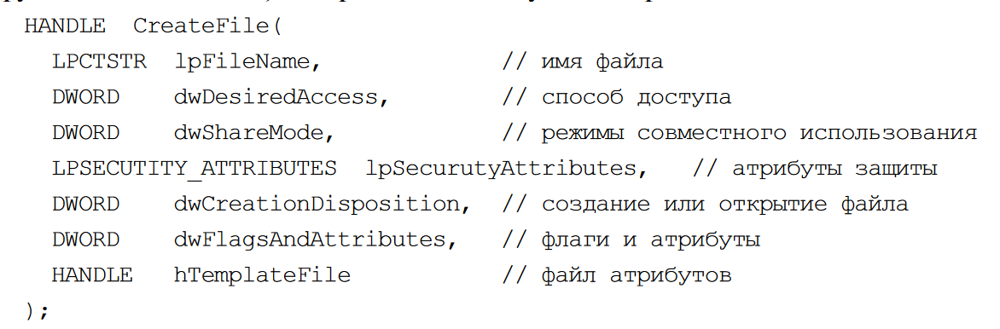 HANDLE CreateFile(
LPCTSTR lpFileName, // имя файла
DWORD dwDesiredAccess, // способ доступа
DWORD dwShareMode, // режимы совместного использования
LPSECUTITY_ATTRIBUTES lpSecurutyAttributes, // атрибуты защиты
DWORD dwCreationDisposition, // создание или открытие файла
DWORD dwFlagsAndAttributes, // флаги и атрибуты
HANDLE hTemplateFile // файл атрибутов
);